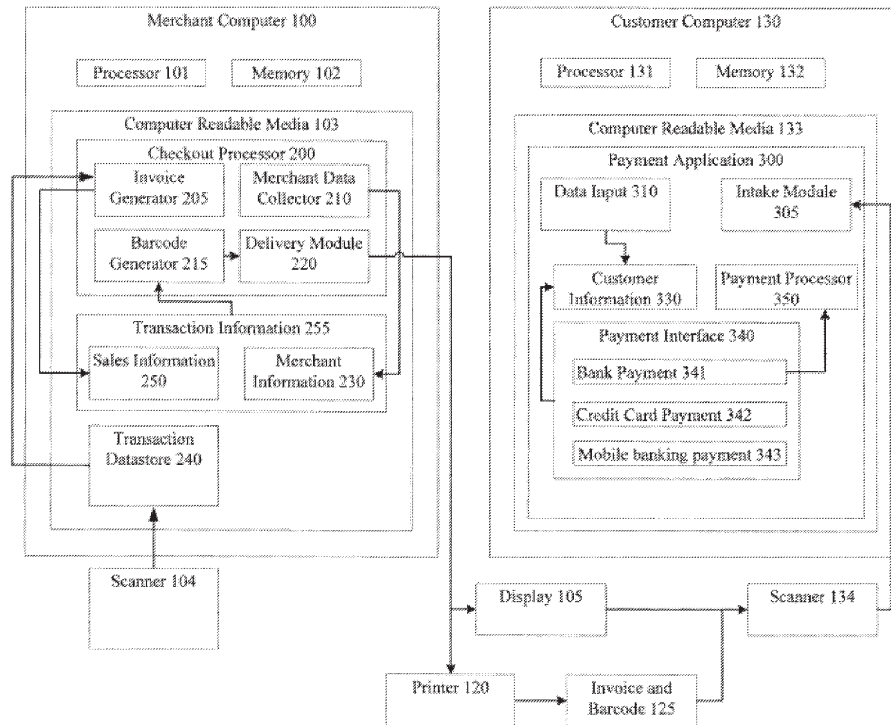 Merchant Computer 100
Processor 101
Memory 102
Computer Readable Media 103
Checkout Processor 200
Invoice
Generator 205
Merchant Data
Collector 210
Barcode
Generator 215
Delivery Module
220
Transaction Information 255
Sales Information
250
Merchant
Information 230
Transaction
Datastore 240
Scanner 104
Customer Computer 130
Processor 131
Memory 132
Computer Readable Media 133
Payment Application 300
Data Input 310
Intake Module
305
Customer
Information 330
Payment Processor
350
Payment Interface 340
Bank Payment 341
Credit Card Payment 342
Mobile banking payment 343
Display 105
Scanner 134
Printer 120
Invoice and
Barcode 125